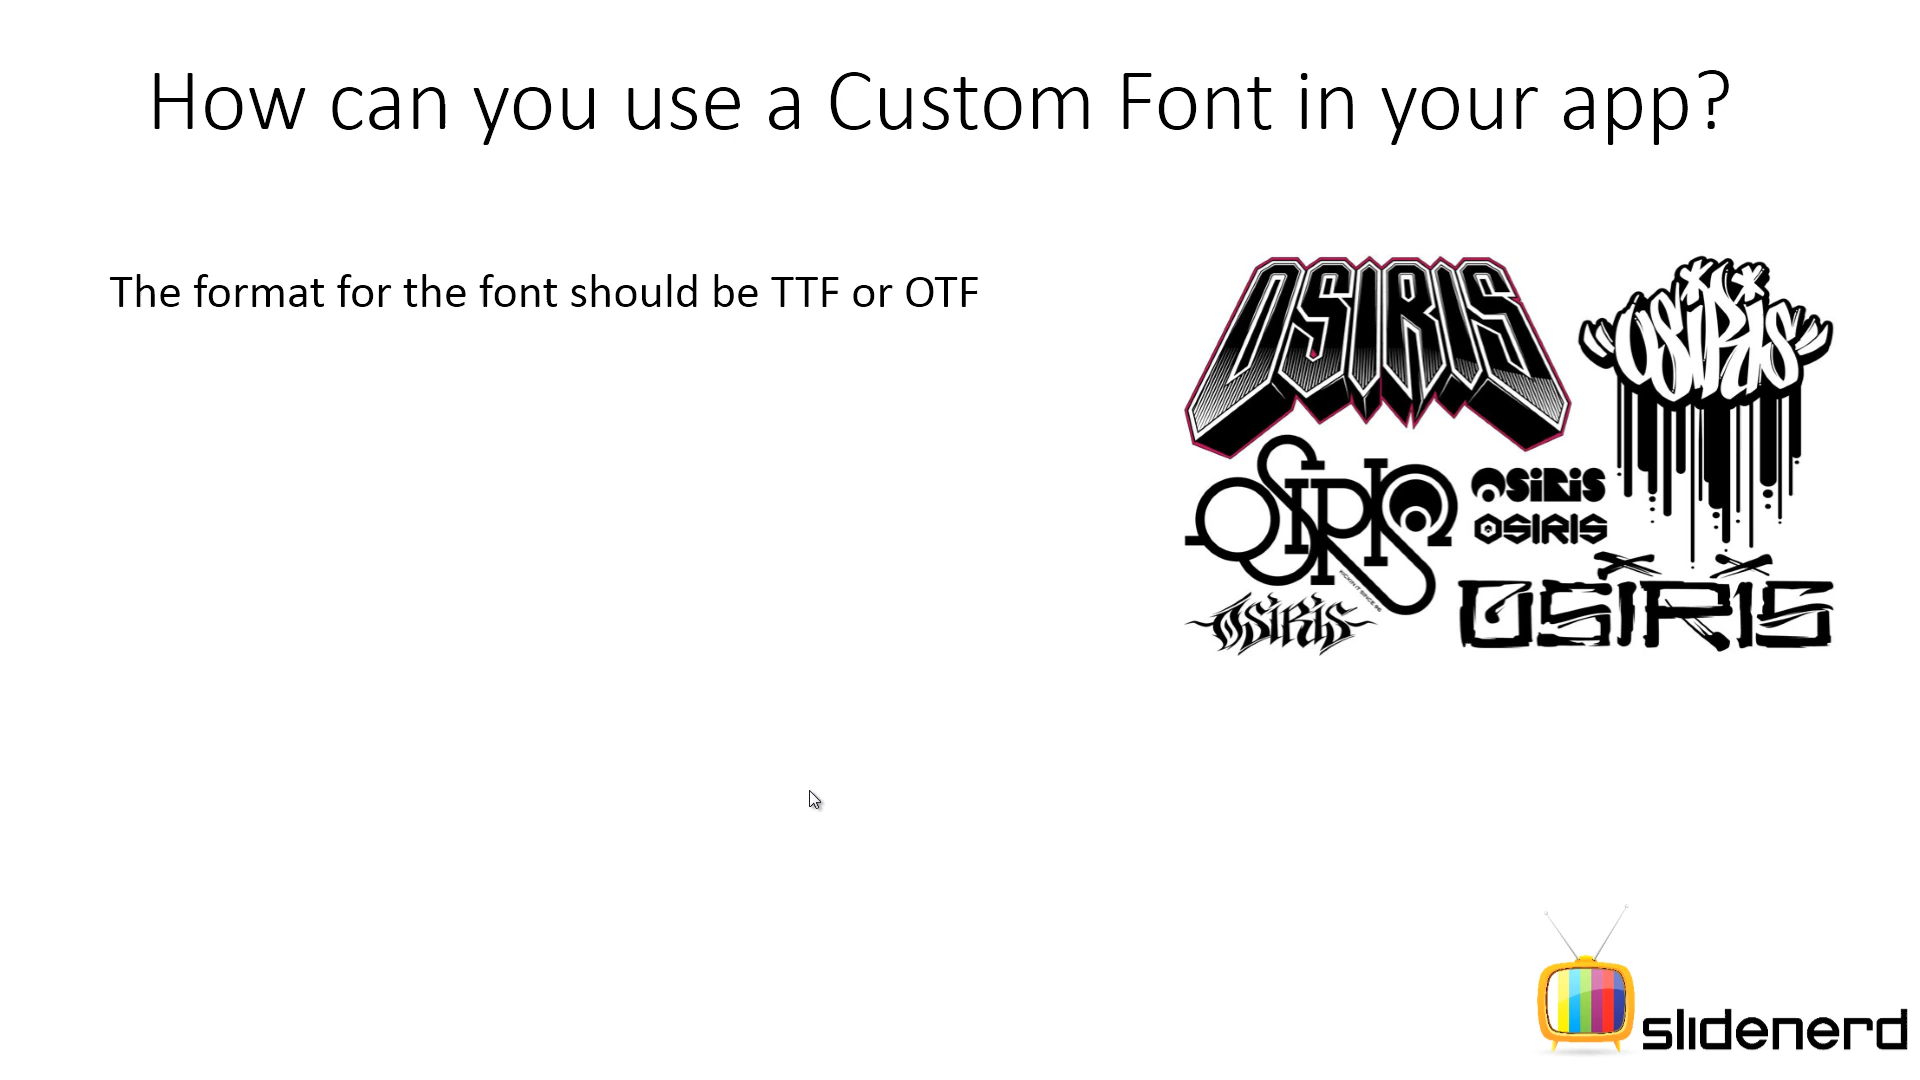 How can you use a Custom Font in your app?
The format for the font should be TTF or OTF
OSIRIS
OSIRIS
OSIRIS
OSIRIS
OSIRIS
OSIRIS
OSIRIS
slidenerd